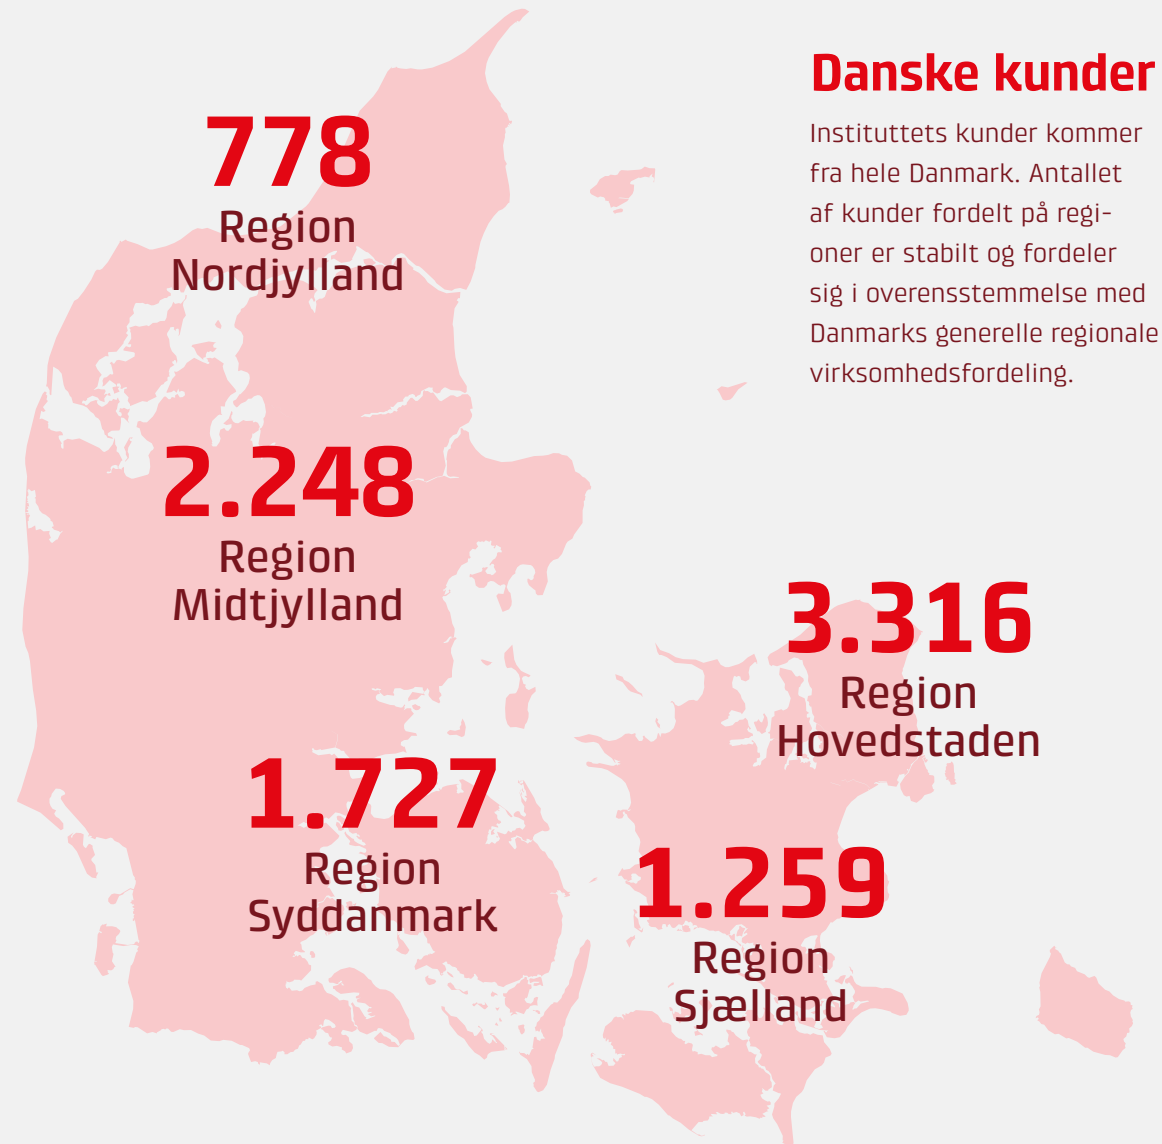 Danske kunder
Instituttets kunder kommer
fra hele Danmark. Antallet
af kunder fordelt på regi-
oner er stabilt og fordeler
sig i overensstemmelse med
Danmarks generelle regionale
virksomhedsfordeling.
778
Region
Nordjylland
2.248
Region
Midtjylland
3.316
Region
Hovedstaden
1.727
Region
Syddanmark
1.259
Region
Sjælland